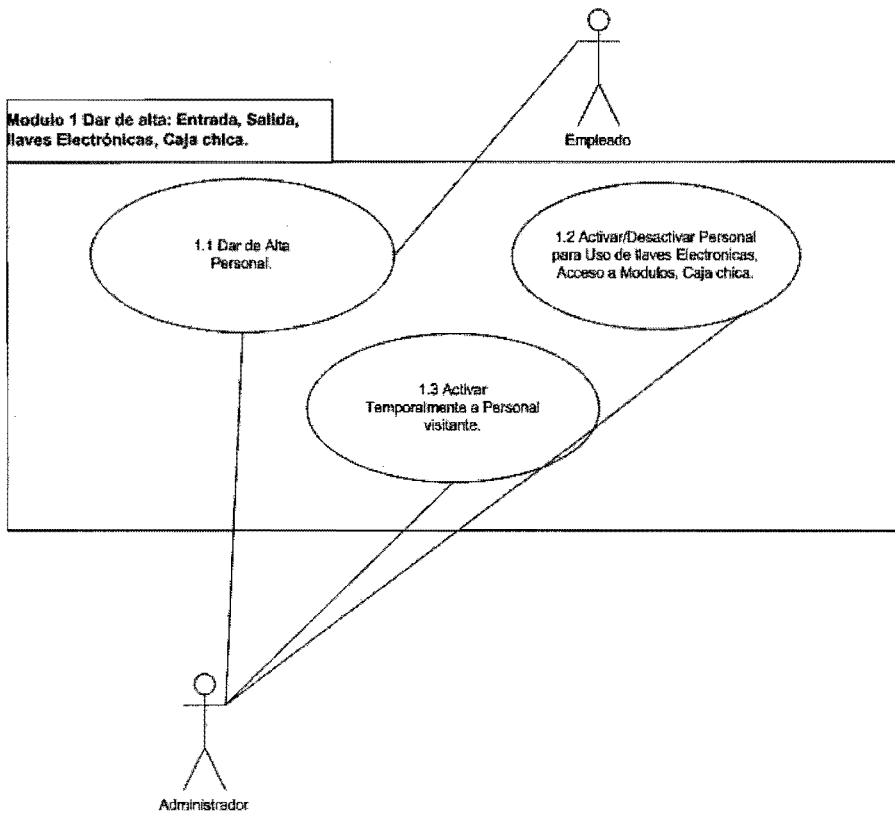 Empleado
Modulo 1 Dar de alta: Entrada, Salida,
llaves Electrónicas, Caja chica.
1.1 Dar de Alta
Personal.
1.2 Activar/Desactivar Personal
para Uso de llaves Electronicas,
Acceso a Modulos, Caja chica.
1.3 Activar
Temporalmente a Personal
visitante.
Administrador